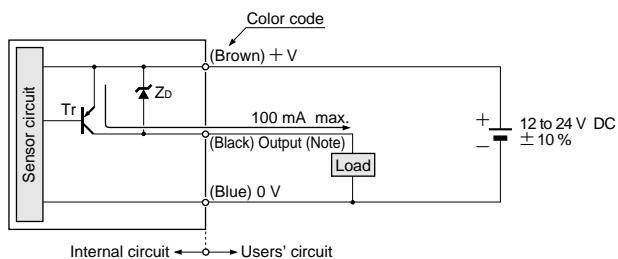 Color code
(Brown) + V
Sensor circuit
Tr
ZD
100 mA max.
(Black) Output (Note)
Load
+
−
12 to 24 V DC
± 10 %
(Blue) 0 V
Internal circuit
Users' circuit